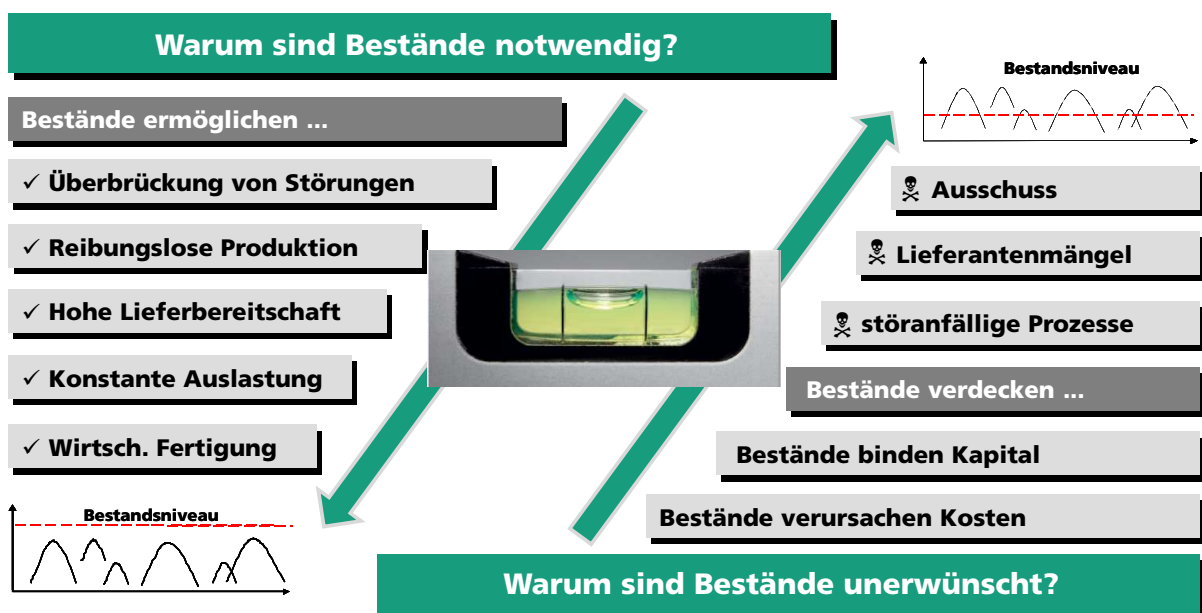 Warum sind Bestände notwendig?
Bestände ermöglichen ...
✓ Überbrückung von Störungen
✓ Reibungslose Produktion
✓ Hohe Lieferbereitschaft
✓ Konstante Auslastung
✓ Wirtsch. Fertigung
Bestandsniveau
Bestandsniveau
☠ Ausschuss
☠ Lieferantenmängel
☠ störanfällige Prozesse
Bestände verdecken ...
Bestände binden Kapital
Bestände verursachen Kosten
Warum sind Bestände unerwünscht?